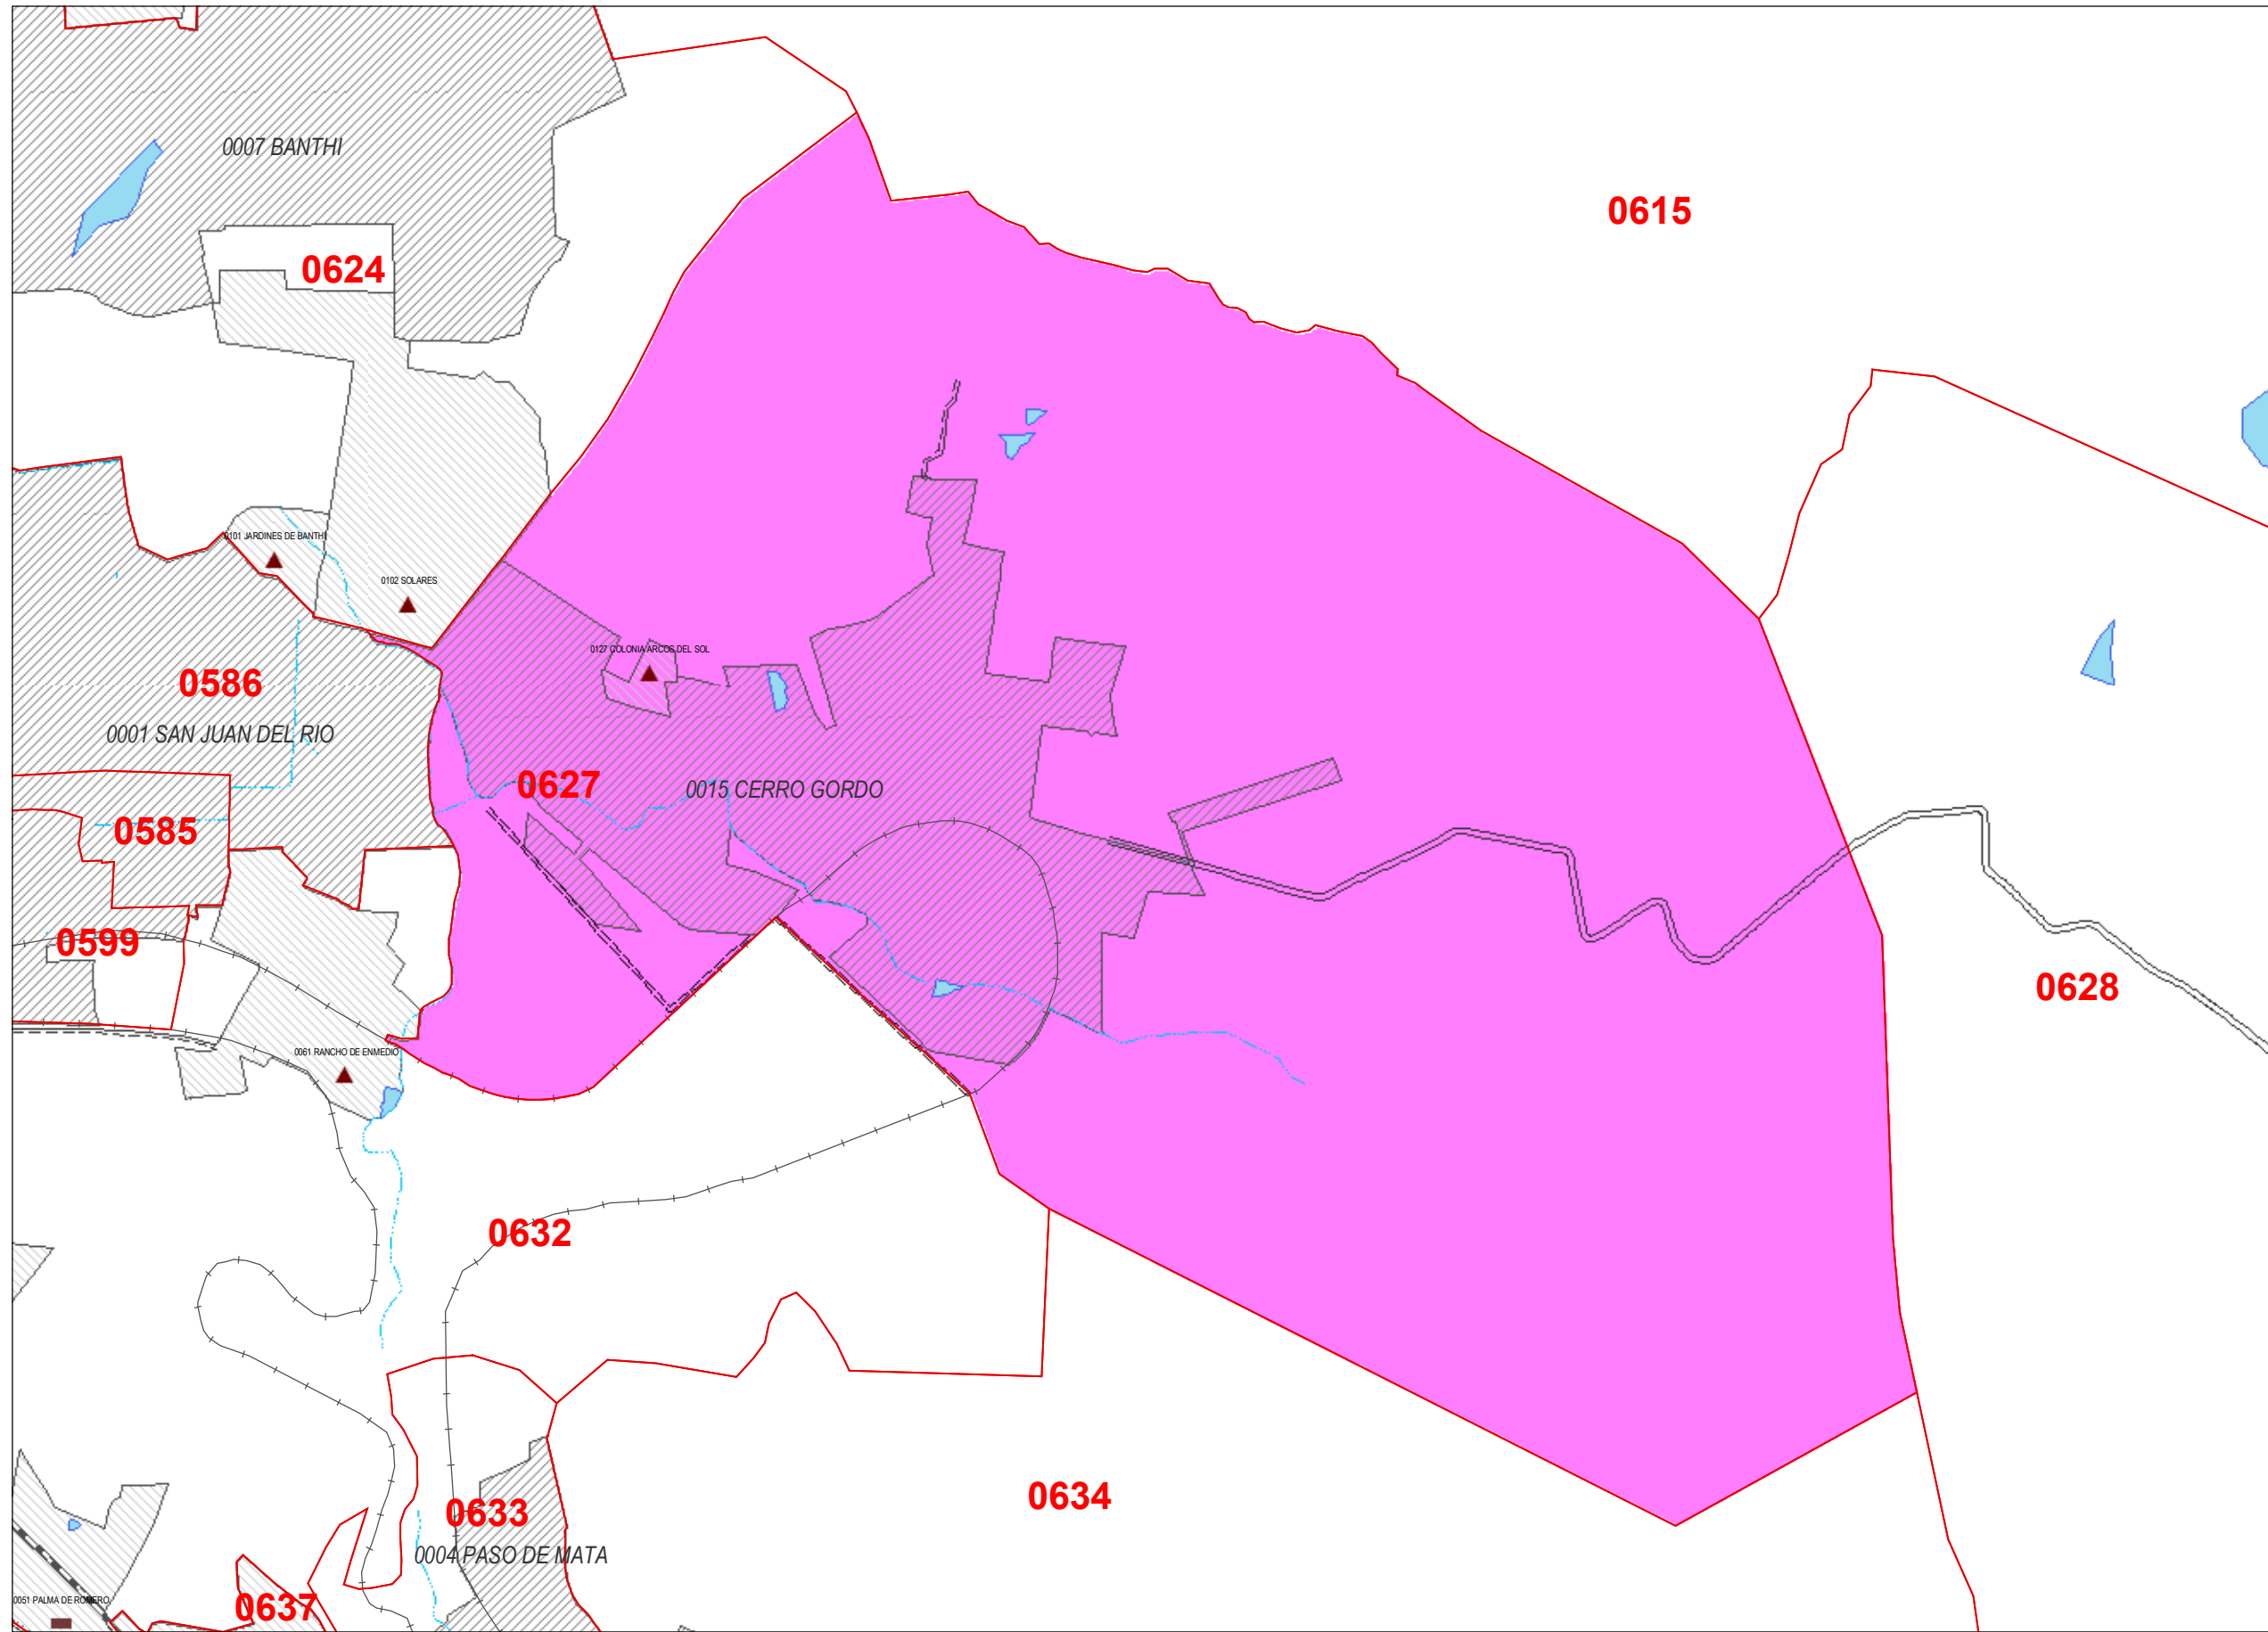 0007 BANTHI
0615
0624
0101 JARDINES DE BANTHI
0102 SOLARES
0127 COLONIA ARCOS DEL SOL
0586
0001 SAN JUAN DEL RIO
0627
0015 CERRO GORDO
0585
0599
0628
0061 RANCHO DE ENMEDIO
0632
0634
0633
0004 PASO DE MATA
0051 PALMA DE ROMERO
0637